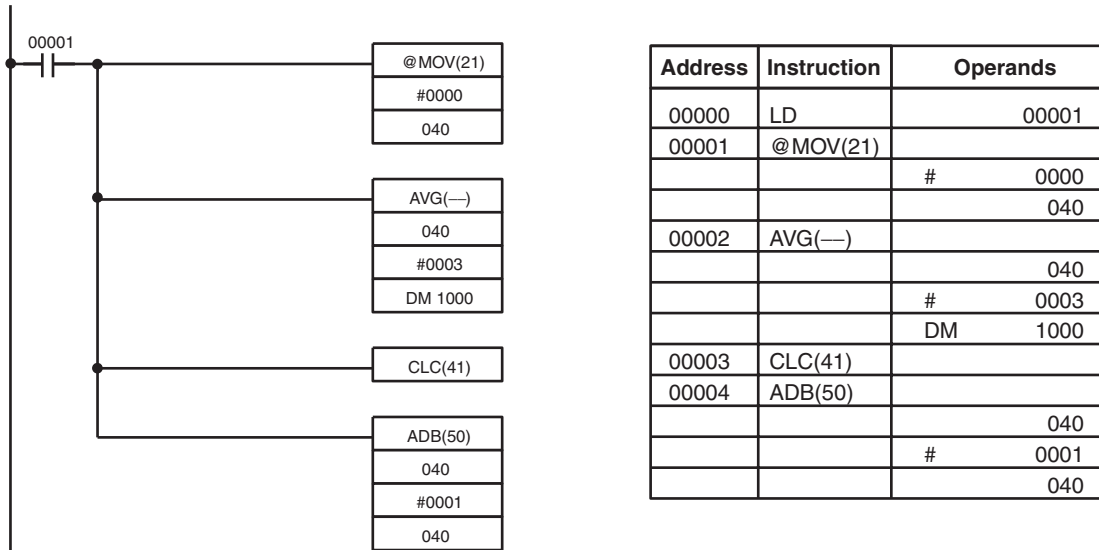 00001
@MOV(21)
#0000
040
AVG(––)
040
#0003
DM 1000
CLC(41)
ADB(50)
040
#0001
040
Address Instruction Operands
00000 LD 00001
00001 @MOV(21)
# 0000
040
00002 AVG(––)
040
# 0003
DM 1000
00003 CLC(41)
00004 ADB(50)
040
# 0001
040